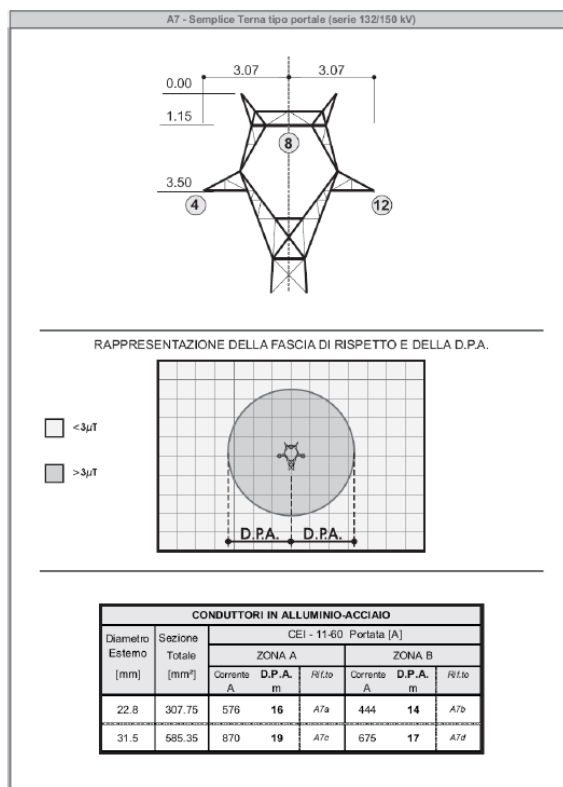 A7 - Semplice Terna tipo portale (serie 132/150 kV)
3.07 3.07
0.00
1.15
8
3.50
4 12
RAPPRESENTAZIONE DELLA FASCIA DI RISPETTO E DELLA D.P.A.
<3µT
>3µT
D.P.A. D.P.A.
CONDUTTORI IN ALLUMINIO-ACCIAIO
Diametro Esterno [mm] Sezione Totale [mm²] CEI - 11-60 Portata [A]
ZONA A ZONA B
Corrente A D.P.A. m Rif.to Corrente A D.P.A. m Rif.to
22.8 307.75 576 16 A7a 444 14 A7b
31.5 585.35 870 19 A7c 675 17 A7d